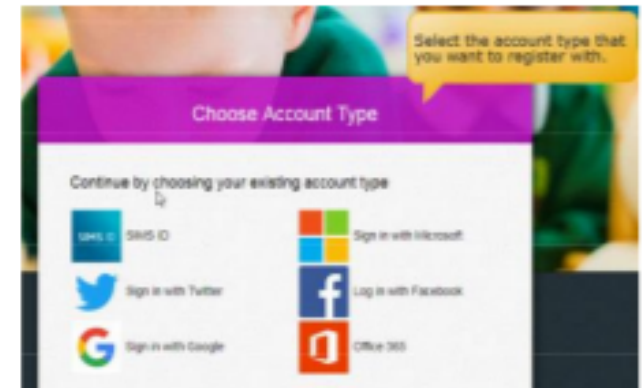 Select the account type that
you want to register with.
Choose Account Type
Continue by choosing your existing account type
SIMS ID
SIMS ID
Sign in with Microsoft
Sign in with Twitter
f
Log in with Facebook
G
Sign in with Google
Office 365